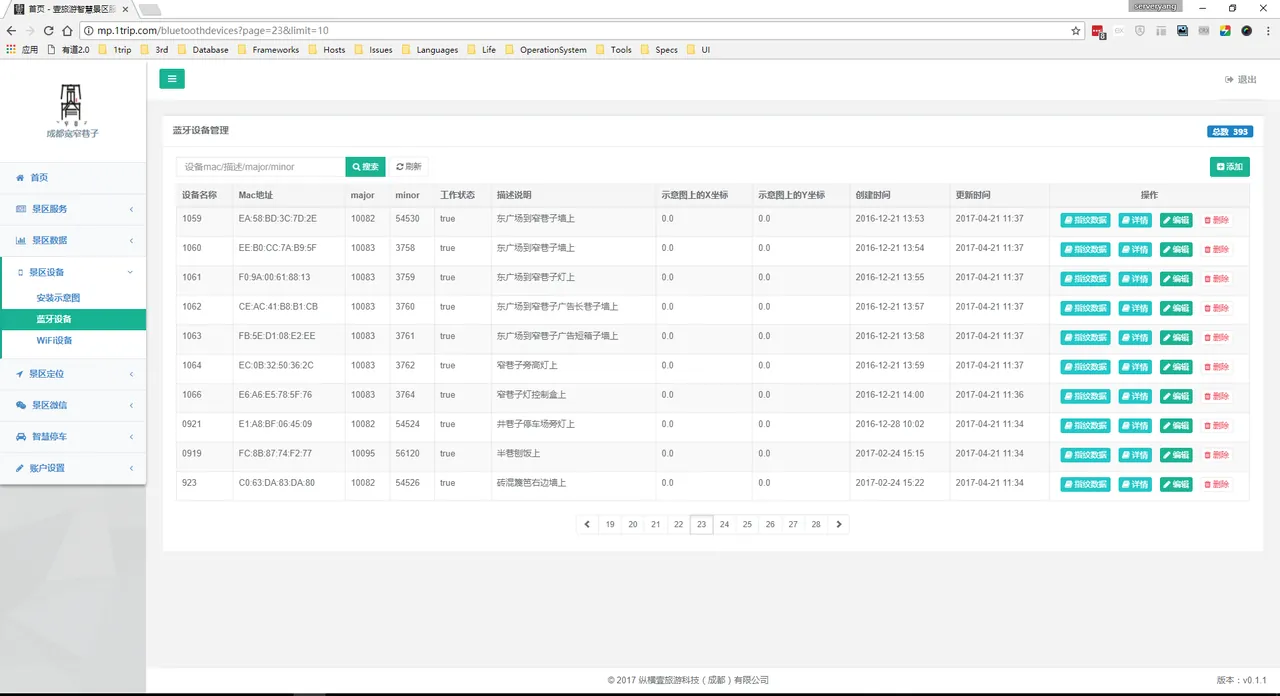 serveryang
首页 - 壹旅游智慧景区
mp.1trip.com/bluetoothdevices?page=23&limit=10
应用 有道2.0 1trip 3rd Database Frameworks Hosts Issues Languages Life OperationSystem Tools Specs UI
成都宽窄巷子
退出
首页
景区服务
景区数据
景区设备
安装示意图
蓝牙设备
WiFi设备
景区定位
景区微信
智慧停车
账户设置
蓝牙设备管理
总数 393
设备mac/描述/major/minor 搜索 刷新 添加
设备名称 Mac地址 major minor 工作状态 描述说明 示意图上的X坐标 示意图上的Y坐标 创建时间 更新时间 操作
1059 EA:58:BD:3C:7D:2E 10082 54530 true 东广场到窄巷子墙上 0.0 0.0 2016-12-21 13:53 2017-04-21 11:37 指纹数据 详情 编辑 删除
1060 EE:B0:CC:7A:B9:5F 10083 3758 true 东广场到窄巷子墙上 0.0 0.0 2016-12-21 13:54 2017-04-21 11:37 指纹数据 详情 编辑 删除
1061 F0:9A:00:61:88:13 10083 3759 true 东广场到窄巷子灯上 0.0 0.0 2016-12-21 13:55 2017-04-21 11:37 指纹数据 详情 编辑 删除
1062 CE:AC:41:B8:B1:CB 10083 3760 true 东广场到窄巷子广告长巷子墙上 0.0 0.0 2016-12-21 13:57 2017-04-21 11:37 指纹数据 详情 编辑 删除
1063 FB:5E:D1:08:E2:EE 10083 3761 true 东广场到窄巷子广告短箱子墙上 0.0 0.0 2016-12-21 13:58 2017-04-21 11:37 指纹数据 详情 编辑 删除
1064 EC:0B:32:50:36:2C 10083 3762 true 窄巷子旁高灯上 0.0 0.0 2016-12-21 13:59 2017-04-21 11:37 指纹数据 详情 编辑 删除
1066 E6:A6:E5:78:5F:76 10083 3764 true 窄巷子灯控制盒上 0.0 0.0 2016-12-21 14:00 2017-04-21 11:36 指纹数据 详情 编辑 删除
0921 E1:A8:BF:06:45:09 10082 54524 true 井巷子停车场旁灯上 0.0 0.0 2016-12-28 10:02 2017-04-21 11:34 指纹数据 详情 编辑 删除
0919 FC:8B:87:74:F2:77 10095 56120 true 半巷刨饭上 0.0 0.0 2017-02-24 15:15 2017-04-21 11:34 指纹数据 详情 编辑 删除
923 C0:63:DA:83:DA:80 10082 54526 true 砖混篾笆右边墙上 0.0 0.0 2017-02-24 15:22 2017-04-21 11:34 指纹数据 详情 编辑 删除
19 20 21 22 23 24 25 26 27 28
© 2017 纵横壹旅游科技（成都）有限公司
版本：v0.1.1